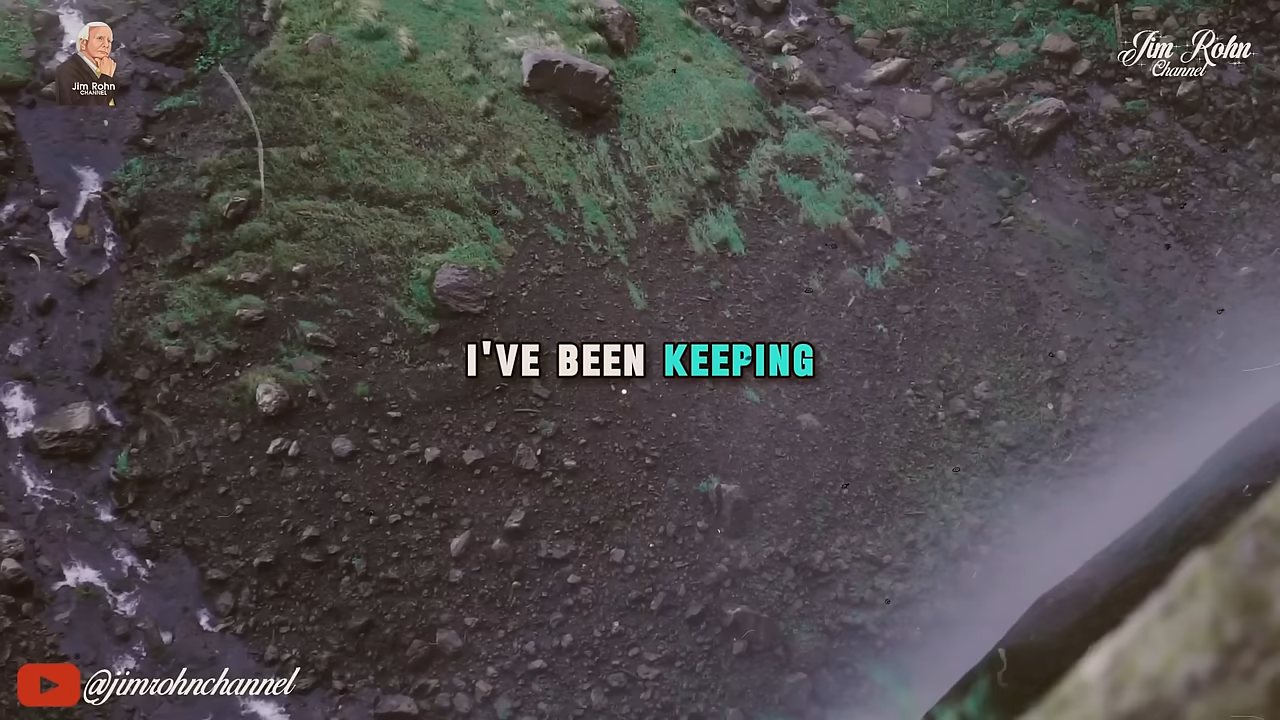 Jim Rohn
CHANNEL
Jim Rohn
Channel
I'VE BEEN KEEPING
@jimrohnchannel